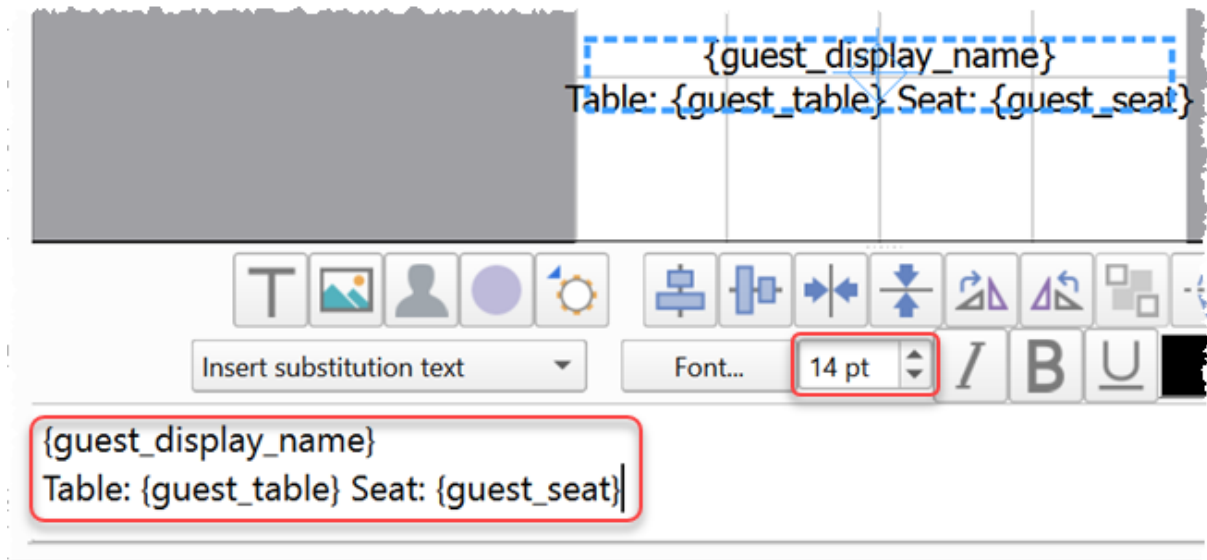 {guest_display_name}
Table: {guest_table} Seat: {guest_seat}
Insert substitution text
Font...
14 pt
I
B
U
{guest_display_name}
Table: {guest_table} Seat: {guest_seat}